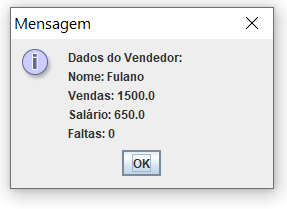 Mensagem
Dados do Vendedor:
Nome: Fulano
Vendas: 1500.0
Salário: 650.0
Faltas: 0
OK